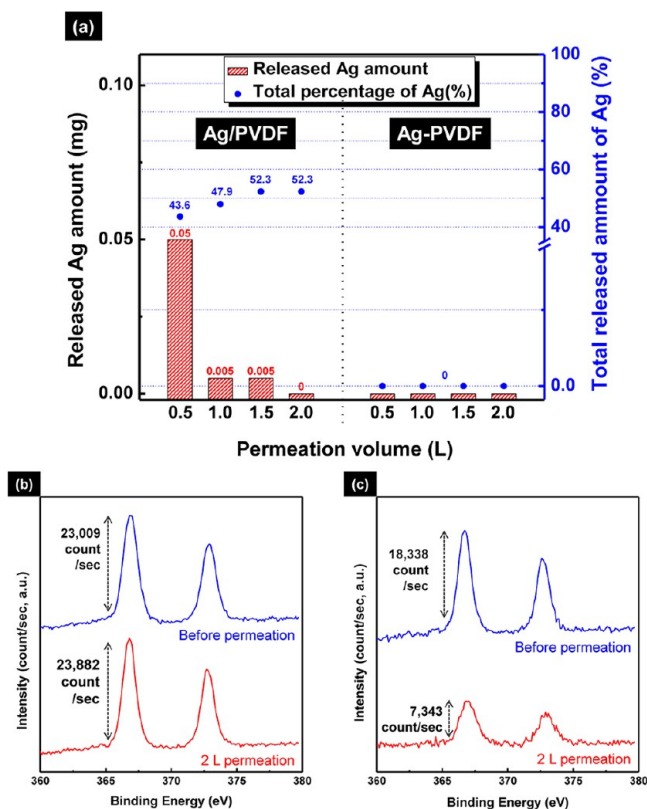 (a)
Released Ag amount
Total percentage of Ag(%)
Ag/PVDF
Ag-PVDF
Released Ag amount (mg)
0.10
0.05
0.00
43.6
47.9
52.3
52.3
0.05
0.005
0.005
0
0
100
80
60
40
0.0
Total released ammount of Ag (%)
0.5 1.0 1.5 2.0 0.5 1.0 1.5 2.0
Permeation volume (L)
(b)
Intensity (count/sec, a.u.)
23,009
count
/sec
Before permeation
23,882
count
/sec
2 L permeation
360 365 370 375 380
Binding Energy (eV)
(c)
Intensity (count/sec, a.u.)
18,338
count
/sec
Before permeation
7,343
count/sec
2 L permeation
360 365 370 375 380
Binding Energy (eV)